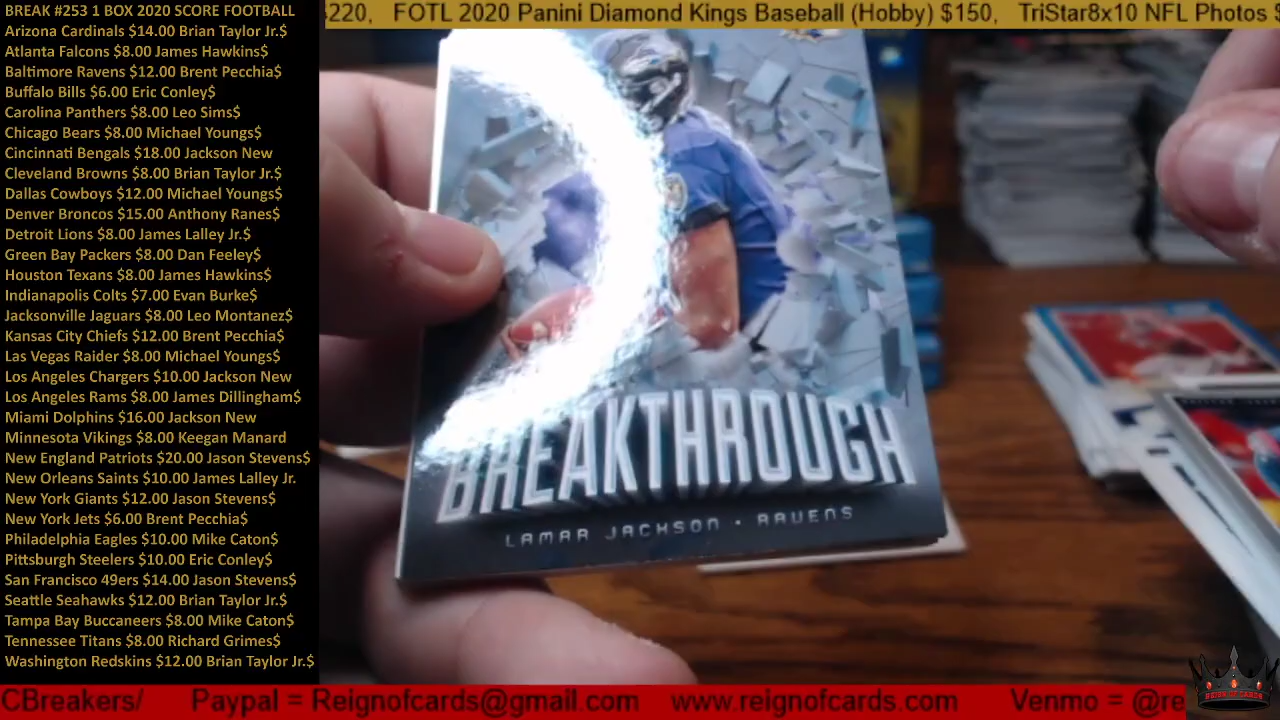 BREAK #253 1 BOX 2020 SCORE FOOTBALL
Arizona Cardinals $14.00 Brian Taylor Jr.$
Atlanta Falcons $8.00 James Hawkins$
Baltimore Ravens $12.00 Brent Pecchia$
Buffalo Bills $6.00 Eric Conley$
Carolina Panthers $8.00 Leo Sims$
Chicago Bears $8.00 Michael Youngs$
Cincinnati Bengals $18.00 Jackson New
Cleveland Browns $8.00 Brian Taylor Jr.$
Dallas Cowboys $12.00 Michael Youngs$
Denver Broncos $15.00 Anthony Ranes$
Detroit Lions $8.00 James Lalley Jr.$
Green Bay Packers $8.00 Dan Feeley$
Houston Texans $8.00 James Hawkins$
Indianapolis Colts $7.00 Evan Burke$
Jacksonville Jaguars $8.00 Leo Montanez$
Kansas City Chiefs $12.00 Brent Pecchia$
Las Vegas Raider $8.00 Michael Youngs$
Los Angeles Chargers $10.00 Jackson New
Los Angeles Rams $8.00 James Dillingham$
Miami Dolphins $16.00 Jackson New
Minnesota Vikings $8.00 Keegan Manard
New England Patriots $20.00 Jason Stevens$
New Orleans Saints $10.00 James Lalley Jr.
New York Giants $12.00 Jason Stevens$
New York Jets $6.00 Brent Pecchia$
Philadelphia Eagles $10.00 Mike Caton$
Pittsburgh Steelers $10.00 Eric Conley$
San Francisco 49ers $14.00 Jason Stevens$
Seattle Seahawks $12.00 Brian Taylor Jr.$
Tampa Bay Buccaneers $8.00 Mike Caton$
Tennessee Titans $8.00 Richard Grimes$
Washington Redskins $12.00 Brian Taylor Jr.$
220, FOTL 2020 Panini Diamond Kings Baseball (Hobby) $150, TriStar8x10 NFL Photos $
BREAKTHROUGH
LAMAR JACKSON • RAVENS
REIGN OF CARDS
CBreakers/ Paypal = Reignofcards@gmail.com www.reignofcards.com Venmo = @re